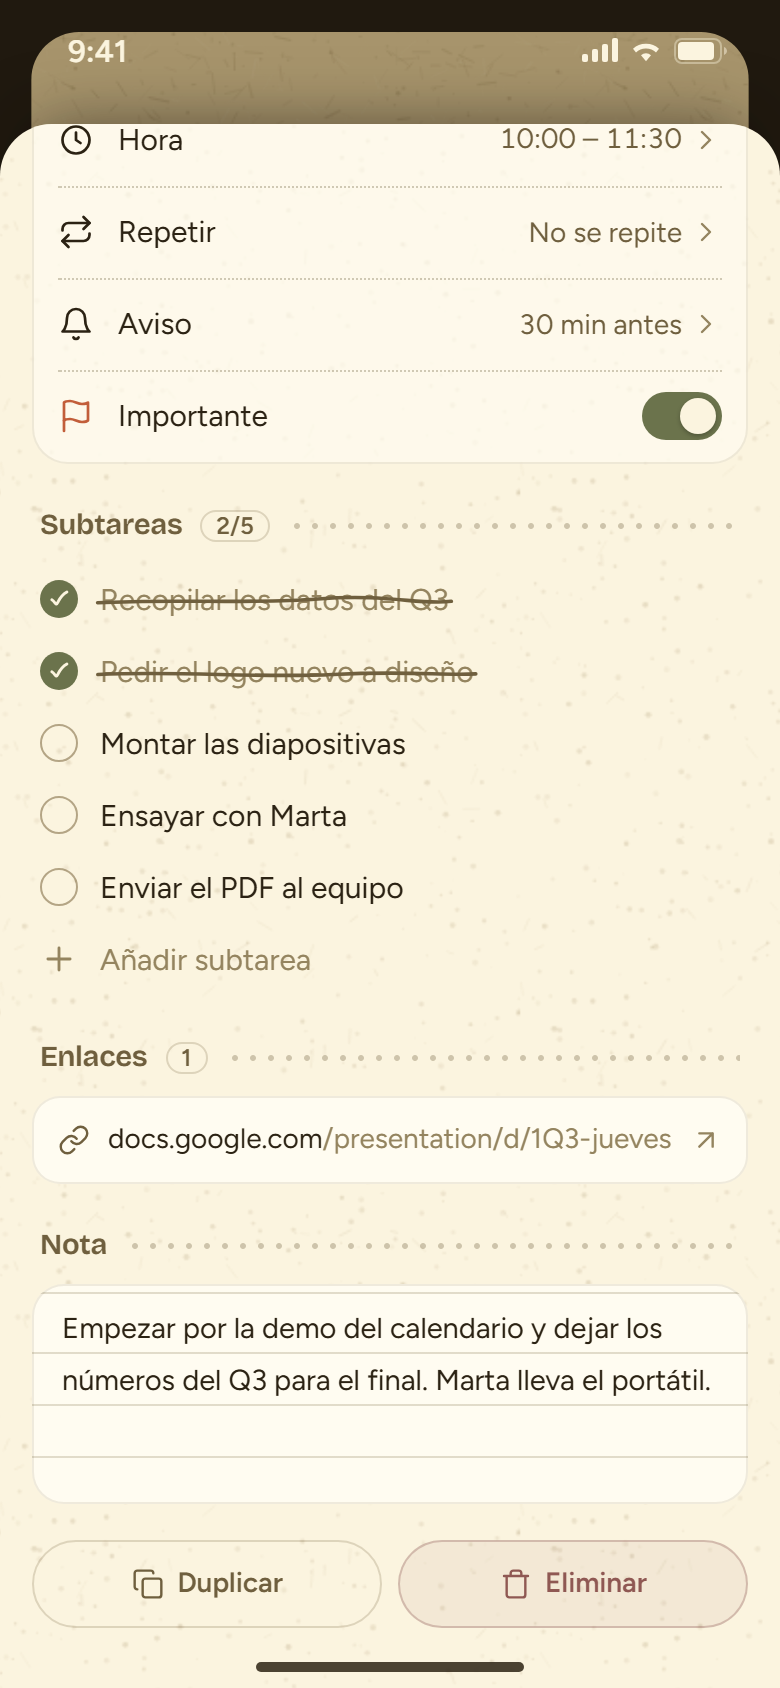 9:41
Hora 10:00 – 11:30
Repetir No se repite
Aviso 30 min antes
Importante
Subtareas 2/5
Recopilar los datos del Q3
Pedir el logo nuevo a diseño
Montar las diapositivas
Ensayar con Marta
Enviar el PDF al equipo
Añadir subtarea
Enlaces 1
docs.google.com/presentation/d/1Q3-jueves
Nota
Empezar por la demo del calendario y dejar los
números del Q3 para el final. Marta lleva el portátil.
Duplicar Eliminar